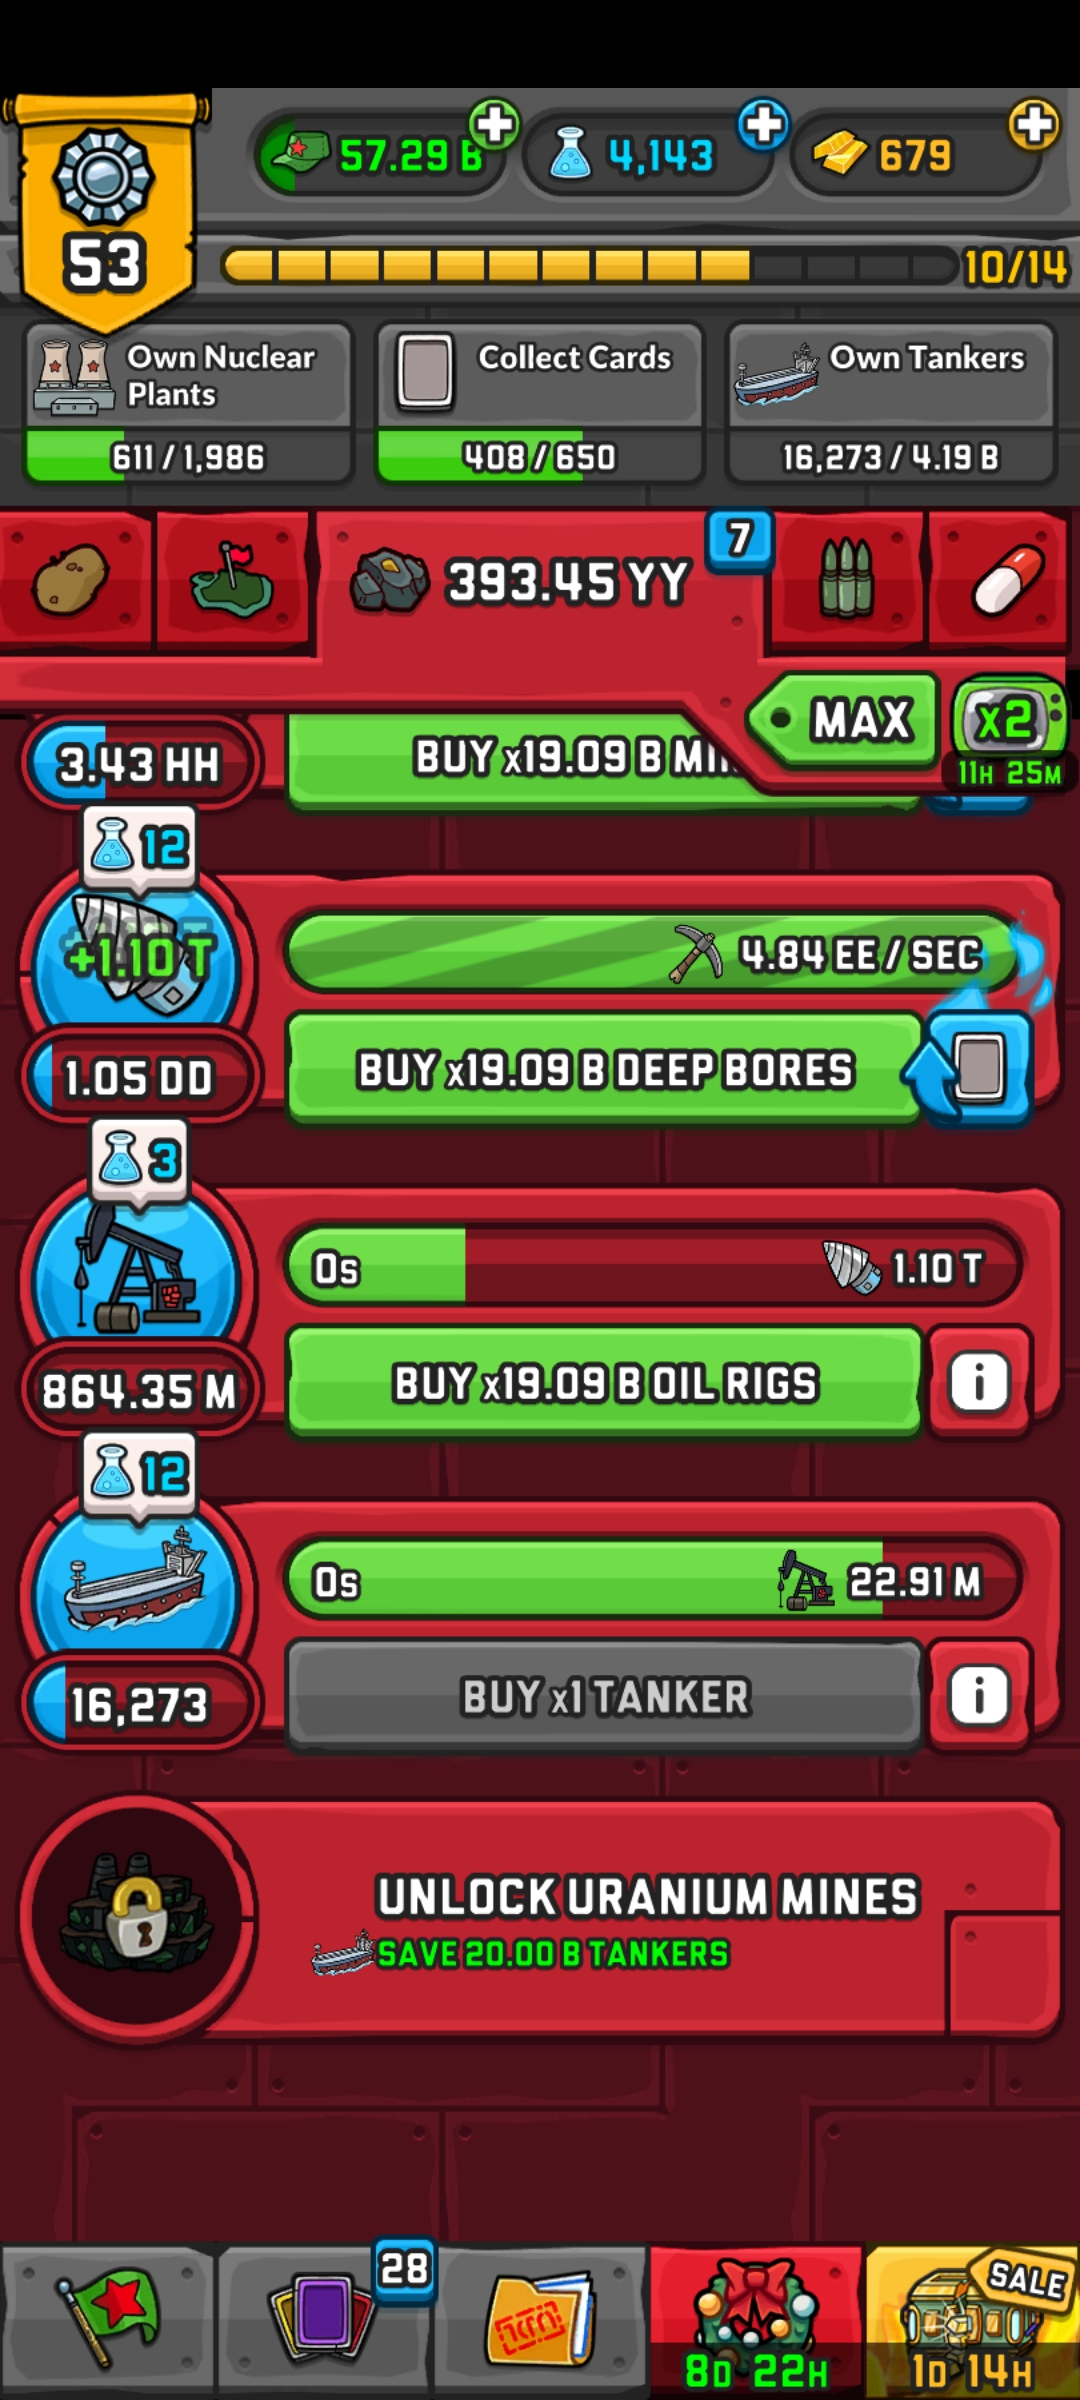 57.29 B
4,143
679
53
10/14
Own Nuclear
Plants
Collect Cards
Own Tankers
611 / 1,986
408 / 650
16,273 / 4.19 B
7
393.45 YY
MAX
x2
11H 25M
3.43 HH
BUY x19.09 B
12
+1.10 T
4.84 EE / SEC
1.05 DD
BUY x19.09 B DEEP BORES
3
0s
1.10 T
864.35 M
BUY x19.09 B OIL RIGS
12
0s
22.91 M
16,273
BUY x1 TANKER
UNLOCK URANIUM MINES
SAVE 20.00 B TANKERS
28
SALE
8D 22H
1D 14H